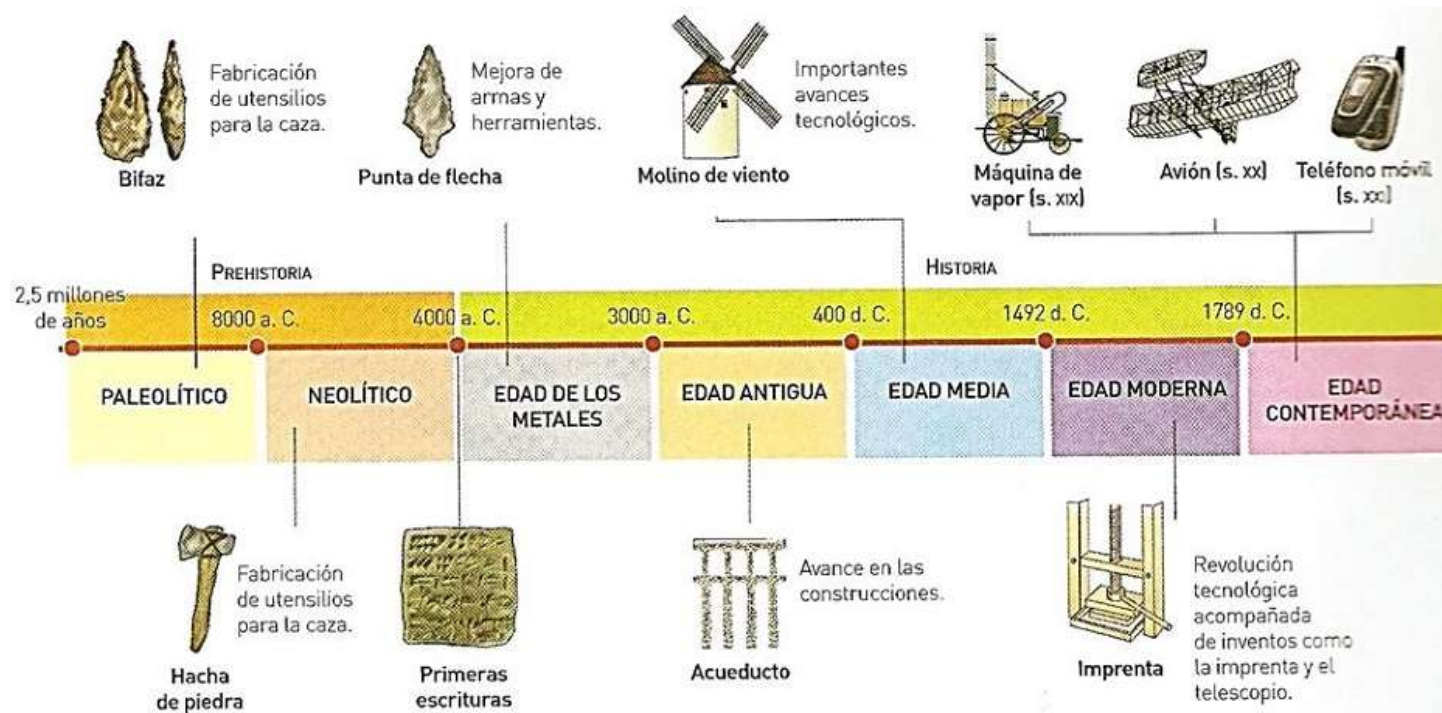 Fabricación
de utensilios
para la caza.
Bifaz
Mejora de
armas y
herramientas.
Punta de flecha
Importantes
avances
tecnológicos.
Molino de viento
Máquina de
vapor (s. XIX)
Avión (s. XX)
Teléfono móvil
(s. XXI)
PREHISTORIA
HISTORIA
2,5 millones
de años
8000 a. C.
4000 a. C.
3000 a. C.
400 d. C.
1492 d. C.
1789 d. C.
PALEOLÍTICO
NEOLÍTICO
EDAD DE LOS
METALES
EDAD ANTIGUA
EDAD MEDIA
EDAD MODERNA
EDAD
CONTEMPORÁNEA
Hacha
de piedra
Fabricación
de utensilios
para la caza.
Primeras
escrituras
Acueducto
Avance en las
construcciones.
Imprenta
Revolución
tecnológica
acompañada
de inventos como
la imprenta y el
telescopio.